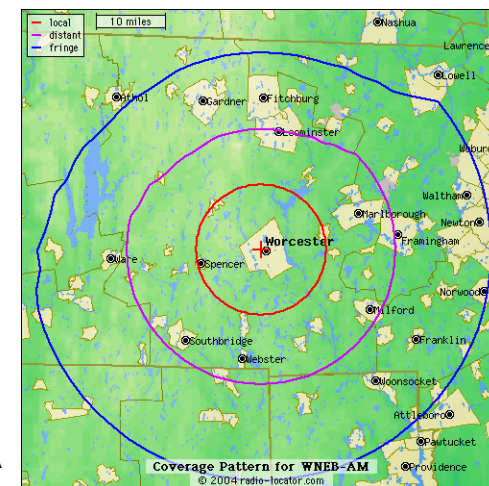 local
distant
fringe
10 miles
Nashua
Lawrence
Lowell
Athol
Gardner
Fitchburg
Leominster
Woburn
Waltham
Marlborough
Newton
Worcester
Framingham
Ware
Spencer
Norwood
Milford
Southbridge
Franklin
Webster
Woonsocket
Attleboro
Pawtucket
Coverage Pattern for WNEB-AM
Providence
© 2004 radio-locator.com